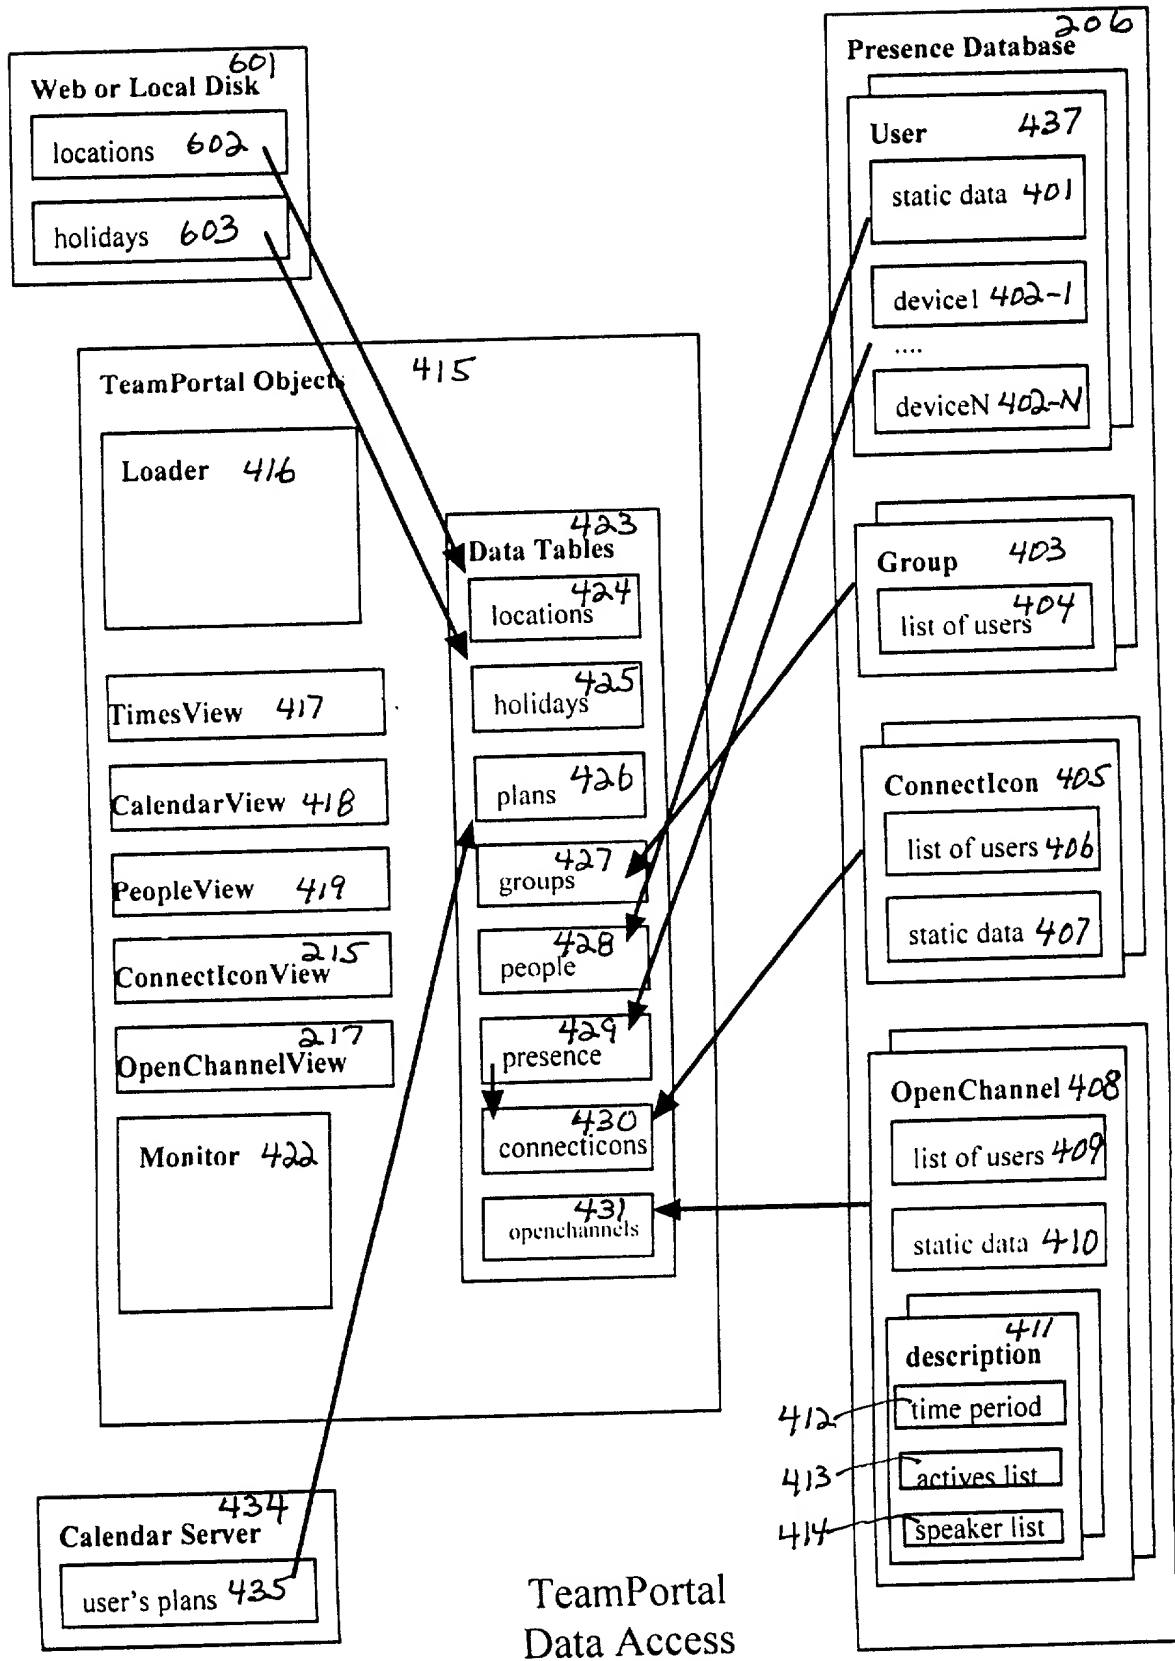 601
Web or Local Disk
locations 602
holidays 603
TeamPortal Objects 415
Loader 416
TimesView 417
CalendarView 418
PeopleView 419
215
ConnectIconView
217
OpenChannelView
Monitor 422
423
Data Tables
424
locations
425
holidays
426
plans
427
groups
428
people
429
presence
430
connecticons
431
openchannels
434
Calendar Server
user's plans 435
206
Presence Database
User 437
static data 401
device1 402-1
....
deviceN 402-N
Group 403
404
list of users
ConnectIcon 405
list of users 406
static data 407
OpenChannel 408
list of users 409
static data 410
411
description
412 time period
413 actives list
414 speaker list
TeamPortal
Data Access